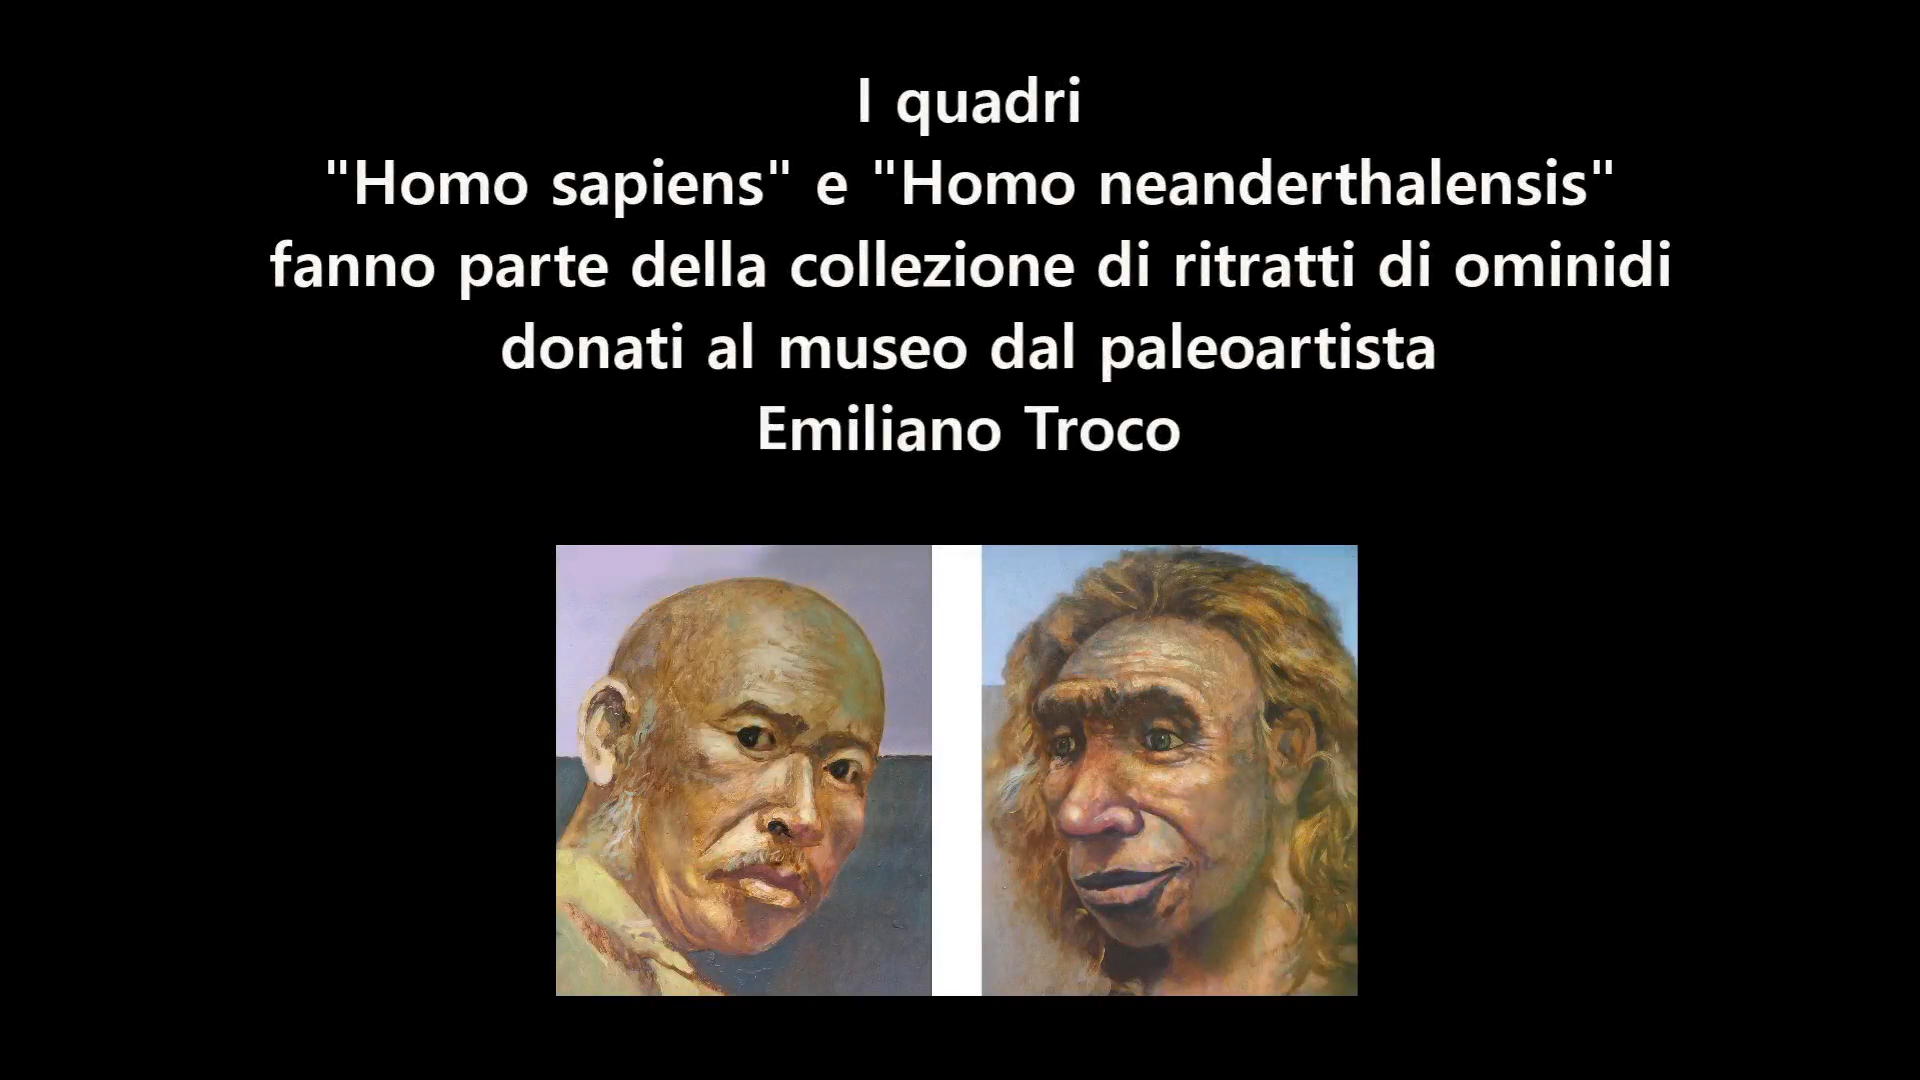 I quadri
"Homo sapiens" e "Homo neanderthalensis"
fanno parte della collezione di ritratti di ominidi
donati al museo dal paleoartista
Emiliano Troco